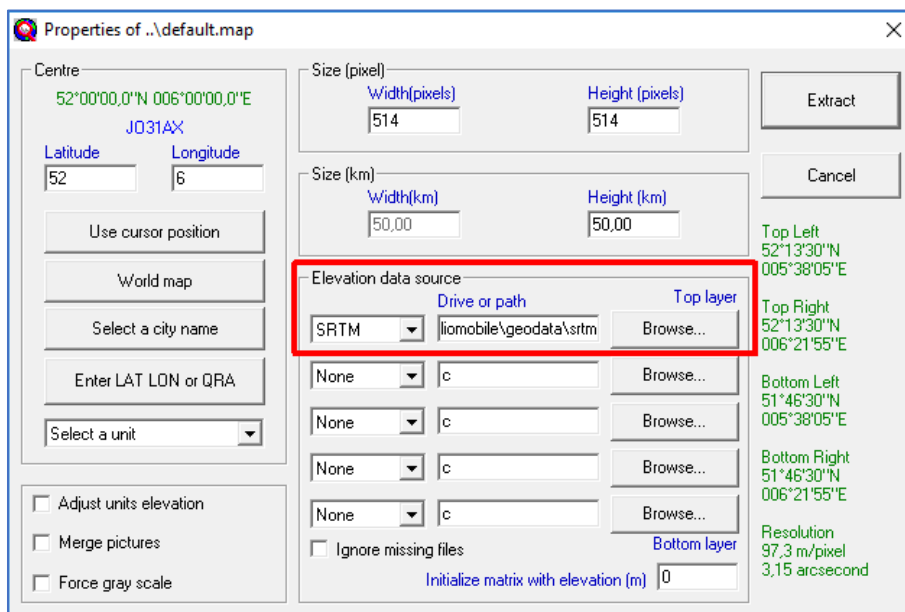 Properties of ..\default.map
Centre
52°00'00,0''N 006°00'00,0''E
JO31AX
Latitude Longitude
52 6
Use cursor position
World map
Select a city name
Enter LAT LON or QRA
Select a unit
Adjust units elevation
Merge pictures
Force gray scale
Size (pixel)
Width(pixels) Height (pixels)
514 514
Size (km)
Width(km) Height (km)
50,00 50,00
Elevation data source
Drive or path Top layer
SRTM liomobile\geodata\srtm Browse...
None c Browse...
None c Browse...
None c Browse...
None c Browse...
Ignore missing files Bottom layer
Initialize matrix with elevation (m) 0
Extract
Cancel
Top Left
52°13'30''N
005°38'05''E
Top Right
52°13'30''N
006°21'55''E
Bottom Left
51°46'30''N
005°38'05''E
Bottom Right
51°46'30''N
006°21'55''E
Resolution
97,3 m/pixel
3,15 arcsecond